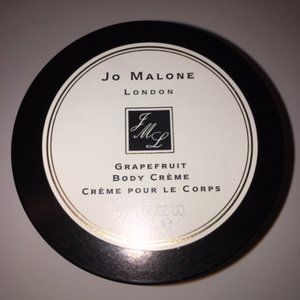 JO MALONE
LONDON
JML
GRAPEFRUIT
BODY CRÈME
CRÈME POUR LE CORPS